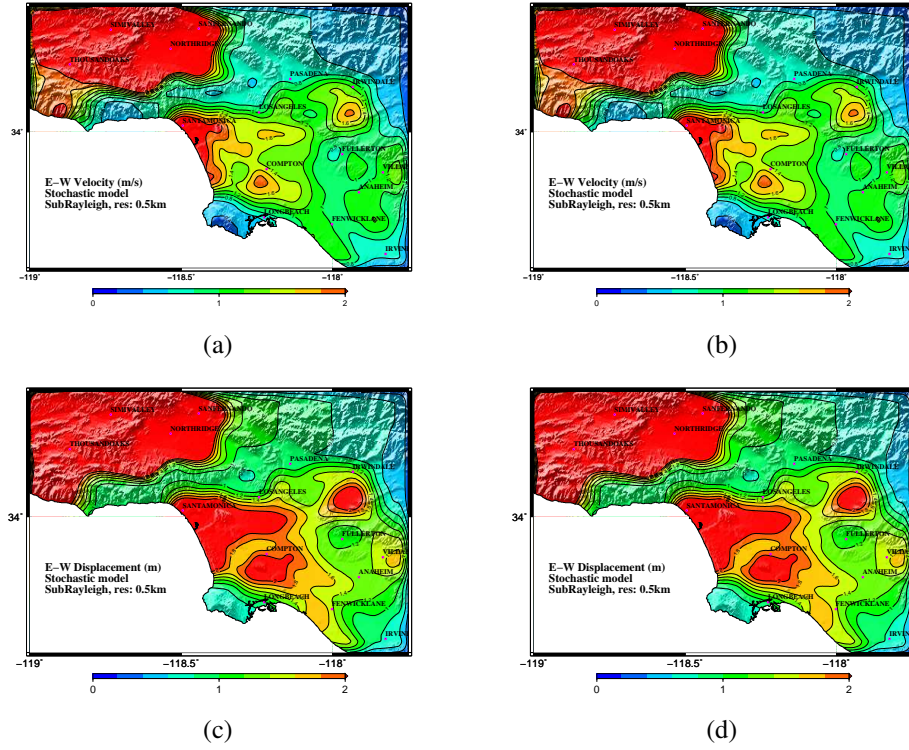 SIMIVALLEY
SANFERNANDO
NORTHRIDGE
THOUSANDOAKS
PASADENA
IRWINDALE
LOSANGELES
SANTAMONICA
34°
FULLERTON
COMPTON
ANAHEIM
E-W Velocity (m/s)
Stochastic model
SubRayleigh, res: 0.5km
LONGBEACH
FENWICKLANE
-119°
-118.5°
-118°
0
1
2
(a)
SIMIVALLEY
SANFERNANDO
NORTHRIDGE
THOUSANDOAKS
PASADENA
IRWINDALE
LOSANGELES
SANTAMONICA
34°
FULLERTON
COMPTON
ANAHEIM
E-W Velocity (m/s)
Stochastic model
SubRayleigh, res: 0.5km
LONGBEACH
FENWICKLANE
-119°
-118.5°
-118°
0
1
2
(b)
SIMIVALLEY
SANFERNANDO
NORTHRIDGE
THOUSANDOAKS
PASADENA
IRWINDALE
LOSANGELES
SANTAMONICA
34°
FULLERTON
COMPTON
E-W Displacement (m)
ANAHEIM
Stochastic model
SubRayleigh, res: 0.5km
LONGBEACH
FENWICKLANE
-119°
-118.5°
-118°
0
1
2
(c)
SIMIVALLEY
SANFERNANDO
NORTHRIDGE
THOUSANDOAKS
PASADENA
IRWINDALE
LOSANGELES
SANTAMONICA
34°
FULLERTON
COMPTON
E-W Displacement (m)
ANAHEIM
Stochastic model
SubRayleigh, res: 0.5km
LONGBEACH
FENWICKLANE
-119°
-118.5°
-118°
0
1
2
(d)